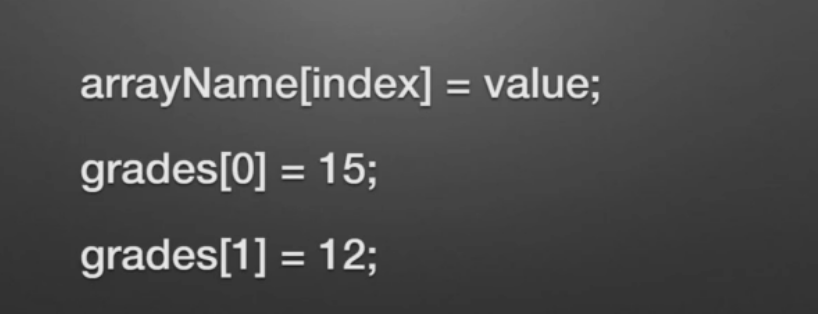 arrayName[index] = value;
grades[0] = 15;
grades[1] = 12;